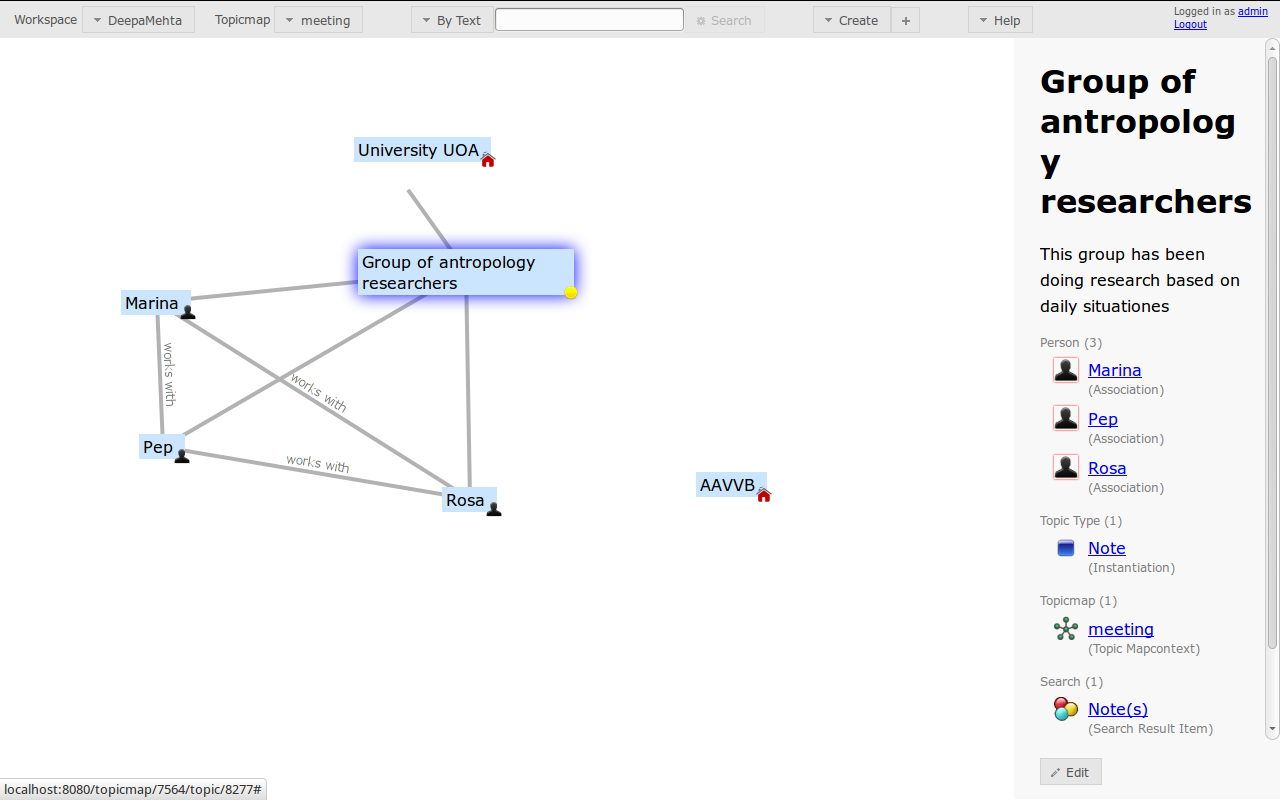 Workspace DeepaMehta Topicmap meeting By Text Search Create + Help
Logged in as admin
Logout
University UOA
Group of antropology
researchers
Marina
works with
works with
Pep
works with
Rosa
AAVVB
Group of
antropolog
y
researchers
This group has been
doing research based on
daily situationes
Person (3)
Marina
(Association)
Pep
(Association)
Rosa
(Association)
Topic Type (1)
Note
(Instantiation)
Topicmap (1)
meeting
(Topic Mapcontext)
Search (1)
Note(s)
(Search Result Item)
Edit
localhost:8080/topicmap/7564/topic/8277#